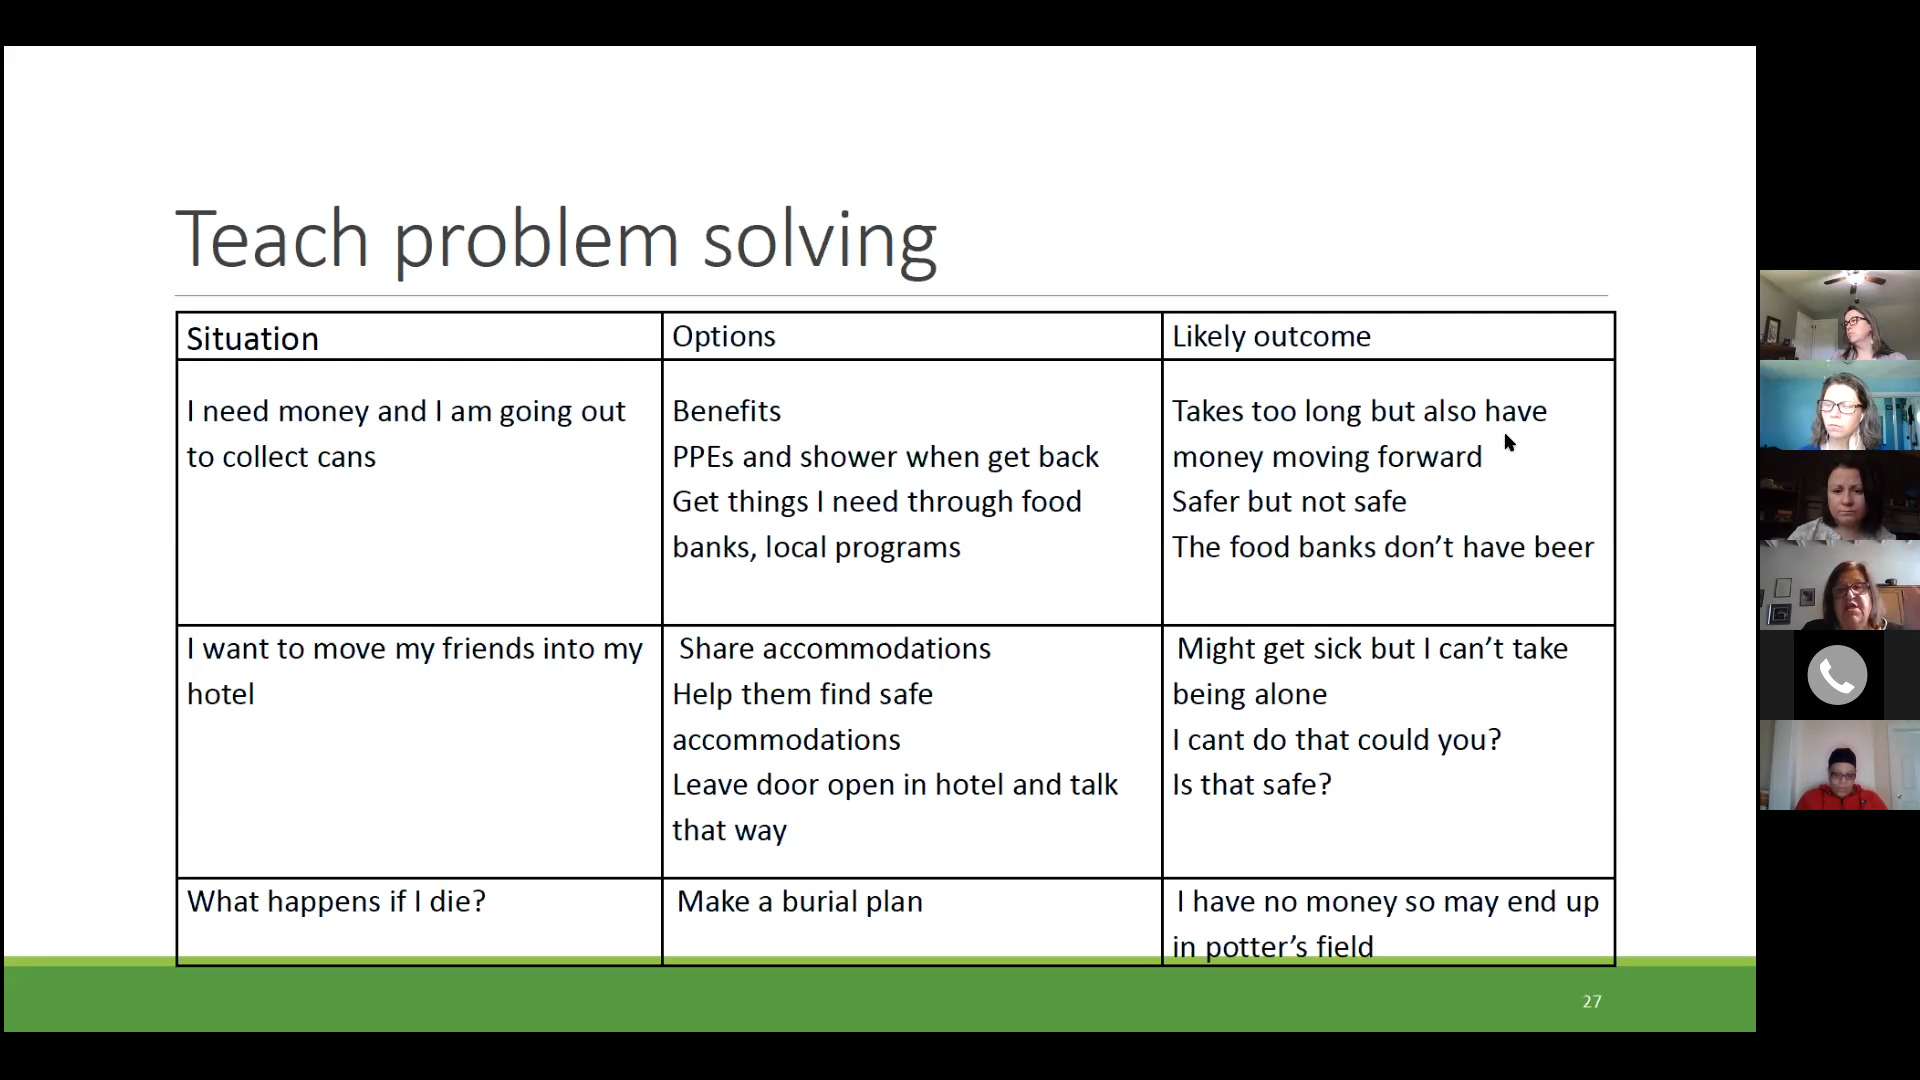 Teach problem solving
Situation
Options
Likely outcome
I need money and I am going out
to collect cans
Benefits
PPEs and shower when get back
Get things I need through food
banks, local programs
Takes too long but also have
money moving forward
Safer but not safe
The food banks don’t have beer
I want to move my friends into my
hotel
Share accommodations
Help them find safe
accommodations
Leave door open in hotel and talk
that way
Might get sick but I can’t take
being alone
I cant do that could you?
Is that safe?
What happens if I die?
Make a burial plan
I have no money so may end up
in potter’s field
27